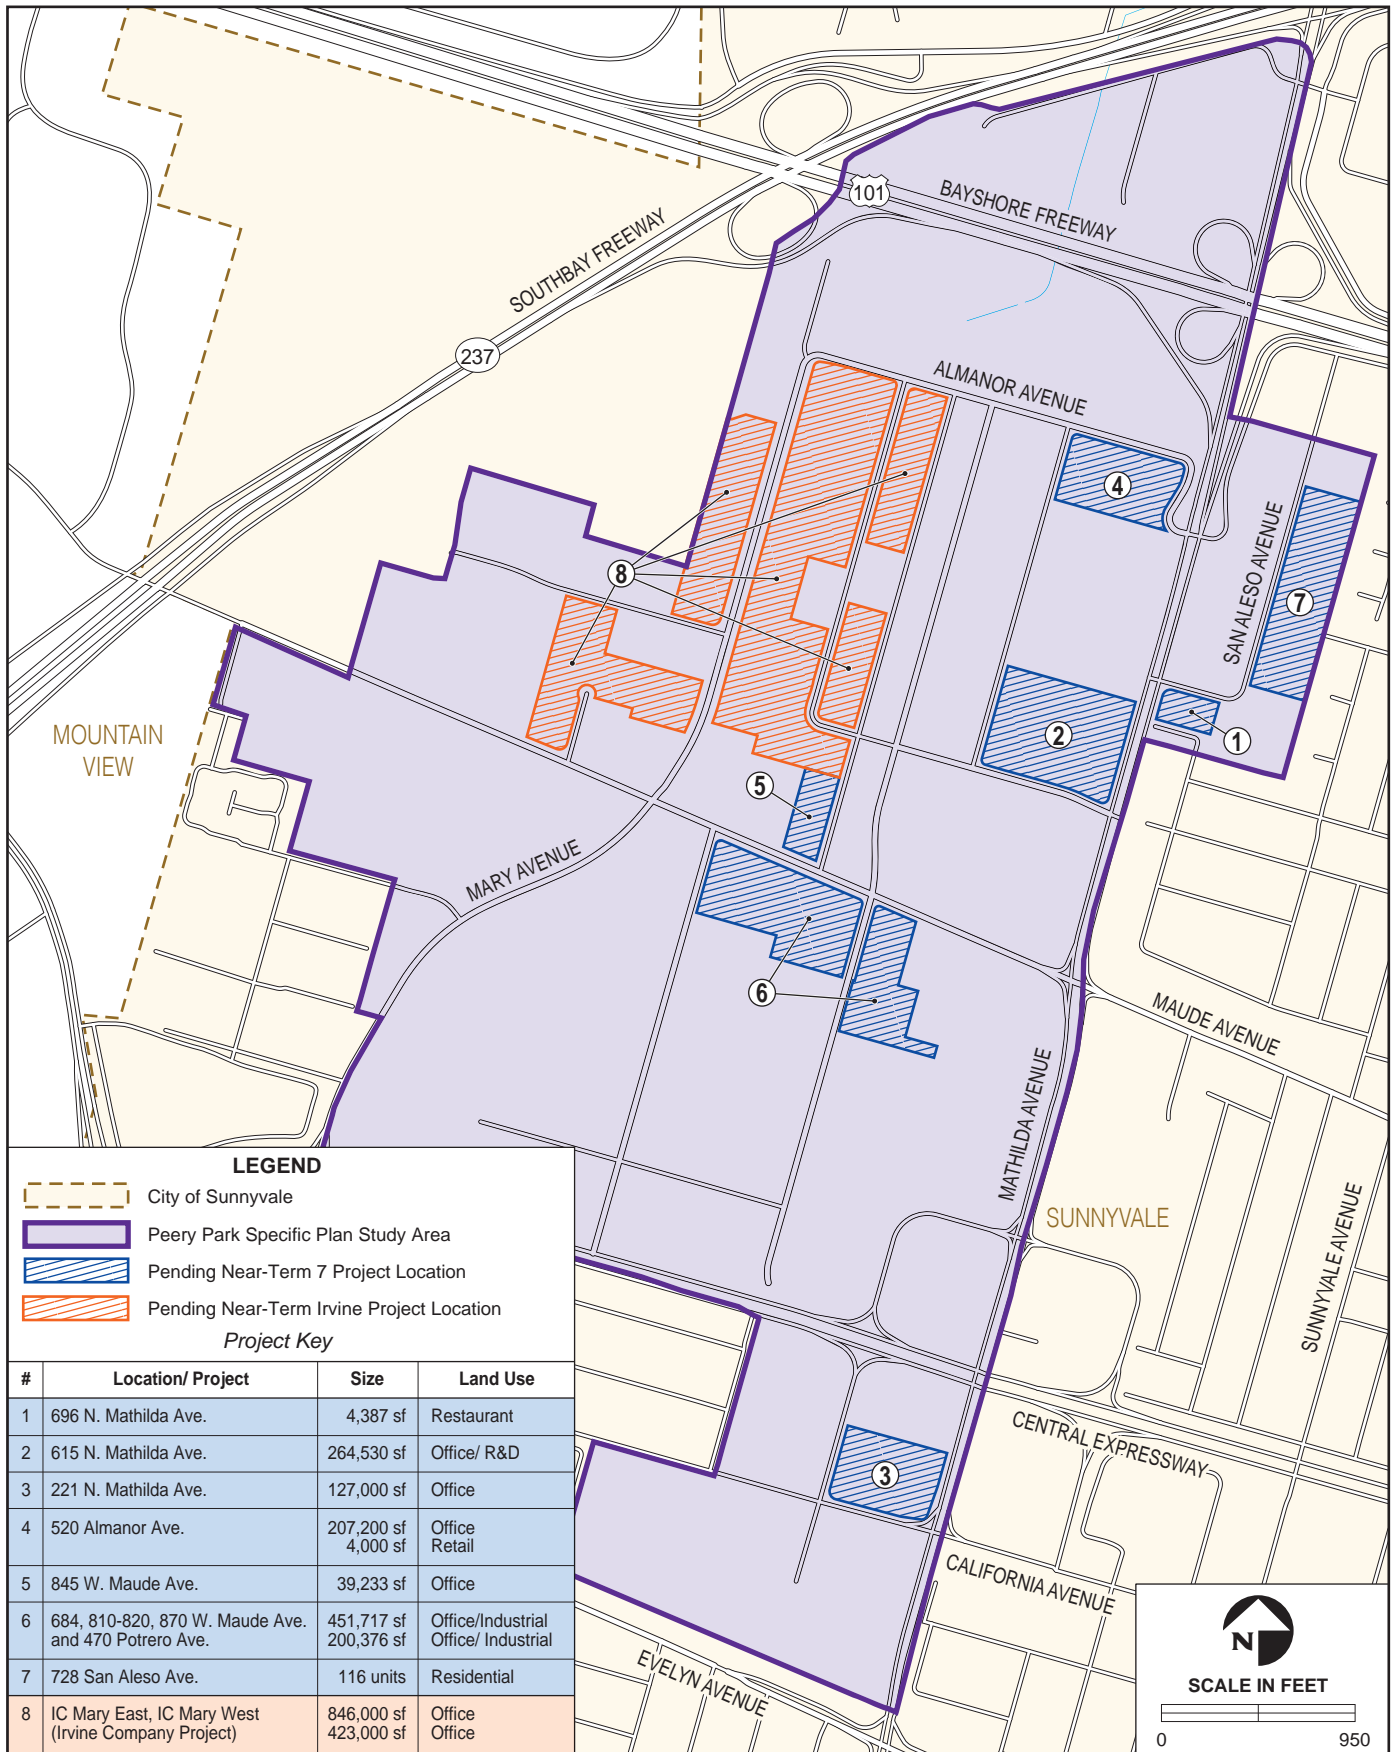 101
BAYSHORE FREEWAY
SOUTHBAY FREEWAY
237
ALMANOR AVENUE
4
SAN ALESO AVENUE
8
7
MOUNTAIN
VIEW
2
1
5
MARY AVENUE
6
MAUDE AVENUE
MATHILDA AVENUE
SUNNYVALE
SUNNYVALE AVENUE
CENTRAL EXPRESSWAY
3
CALIFORNIA AVENUE
EVELYN AVENUE
LEGEND
City of Sunnyvale
Peery Park Specific Plan Study Area
Pending Near-Term 7 Project Location
Pending Near-Term Irvine Project Location
Project Key
# Location/ Project Size Land Use
1 696 N. Mathilda Ave. 4,387 sf Restaurant
2 615 N. Mathilda Ave. 264,530 sf Office/ R&D
3 221 N. Mathilda Ave. 127,000 sf Office
4 520 Almanor Ave. 207,200 sf Office
4,000 sf Retail
5 845 W. Maude Ave. 39,233 sf Office
6 684, 810-820, 870 W. Maude Ave. 451,717 sf Office/Industrial
and 470 Potrero Ave. 200,376 sf Office/ Industrial
7 728 San Aleso Ave. 116 units Residential
8 IC Mary East, IC Mary West 846,000 sf Office
(Irvine Company Project) 423,000 sf Office
N
SCALE IN FEET
0 950